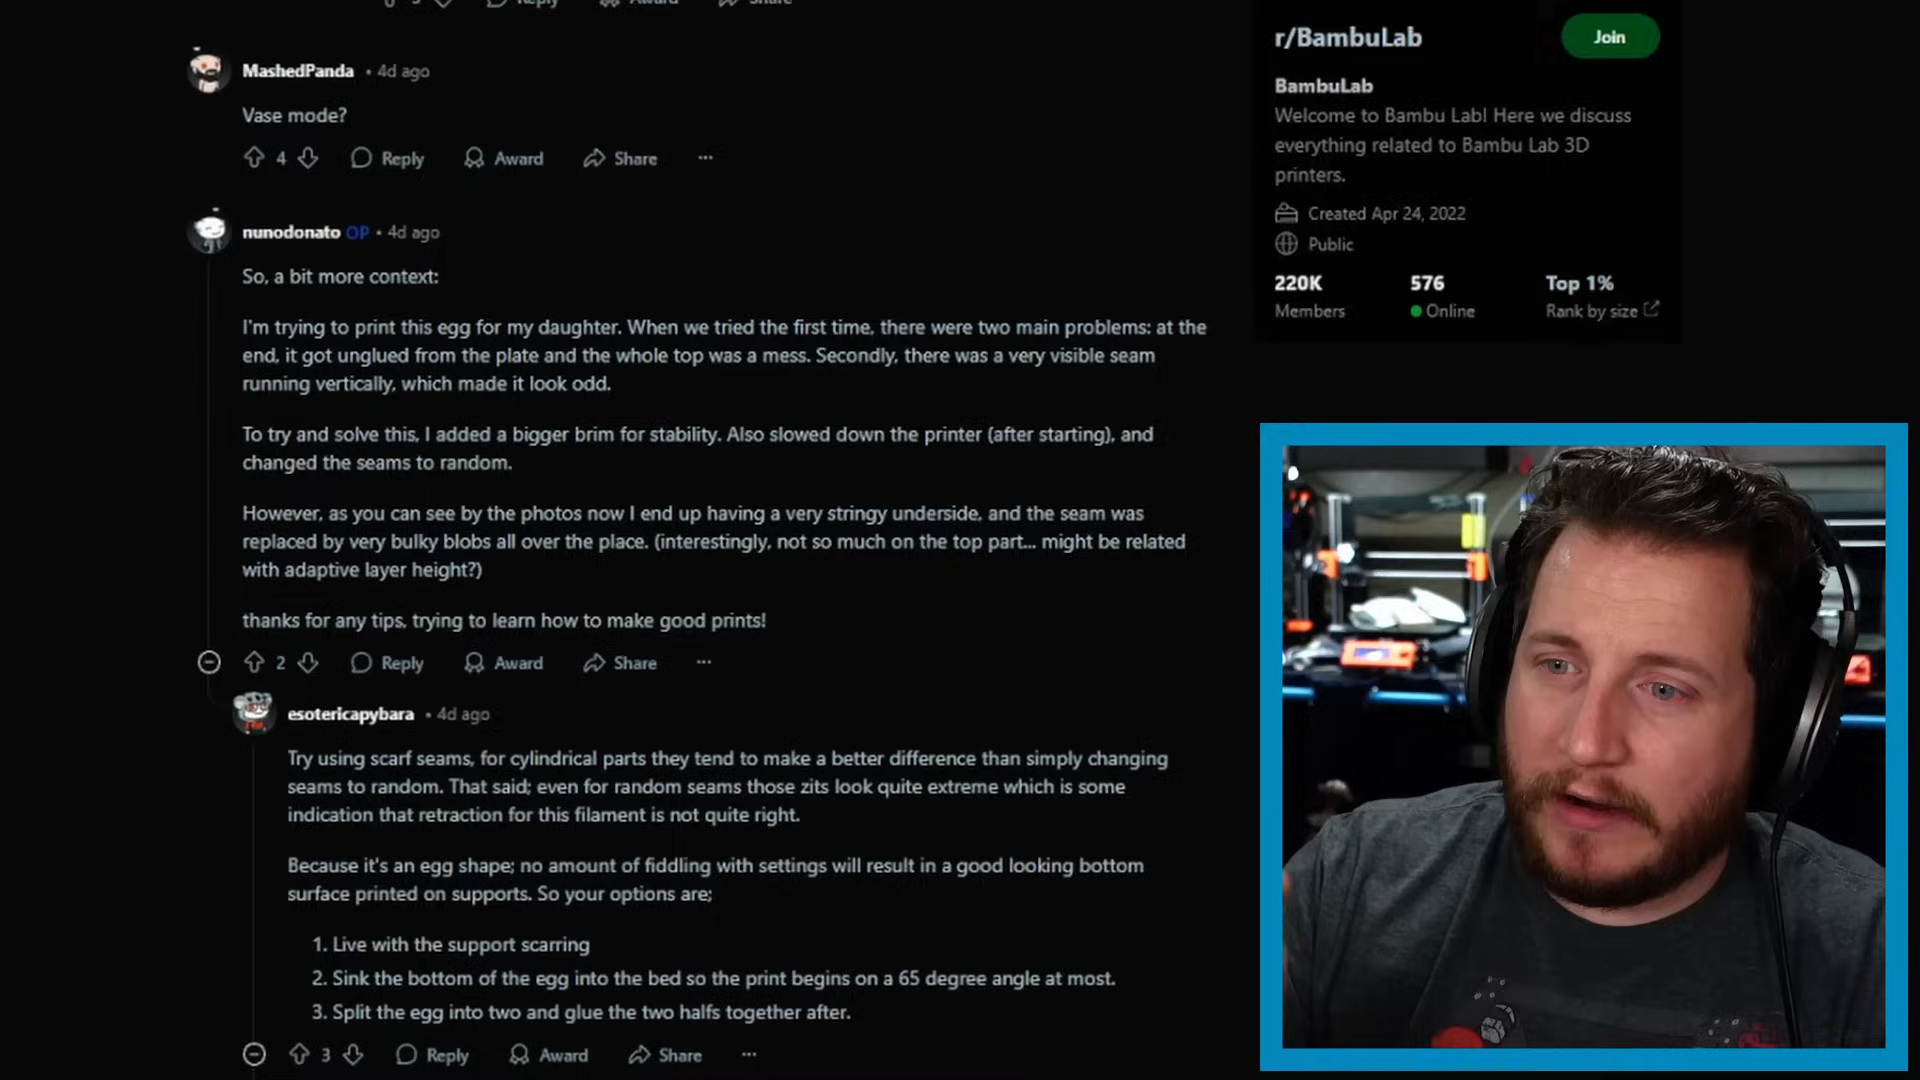 Reply Award Share
MashedPanda • 4d ago
Vase mode?
4 Reply Award Share ...
nunodonato OP • 4d ago
So, a bit more context:
I'm trying to print this egg for my daughter. When we tried the first time, there were two main problems: at the
end, it got unglued from the plate and the whole top was a mess. Secondly, there was a very visible seam
running vertically, which made it look odd.
To try and solve this, I added a bigger brim for stability. Also slowed down the printer (after starting), and
changed the seams to random.
However, as you can see by the photos now I end up having a very stringy underside, and the seam was
replaced by very bulky blobs all over the place. (interestingly, not so much on the top part... might be related
with adaptive layer height?)
thanks for any tips, trying to learn how to make good prints!
2 Reply Award Share ...
esotericapybara • 4d ago
Try using scarf seams, for cylindrical parts they tend to make a better difference than simply changing
seams to random. That said; even for random seams those zits look quite extreme which is some
indication that retraction for this filament is not quite right.
Because it's an egg shape; no amount of fiddling with settings will result in a good looking bottom
surface printed on supports. So your options are;
1. Live with the support scarring
2. Sink the bottom of the egg into the bed so the print begins on a 65 degree angle at most.
3. Split the egg into two and glue the two halfs together after.
3 Reply Award Share ...
r/BambuLab Join
BambuLab
Welcome to Bambu Lab! Here we discuss
everything related to Bambu Lab 3D
printers.
Created Apr 24, 2022
Public
220K 576 Top 1%
Members Online Rank by size